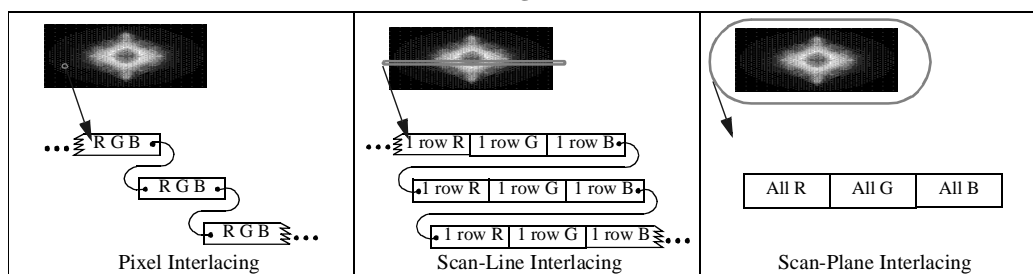 R G B
R G B
R G B
Pixel Interlacing
1 row R 1 row G 1 row B
1 row R 1 row G 1 row B
1 row R 1 row G 1 row B
Scan-Line Interlacing
All R All G All B
Scan-Plane Interlacing